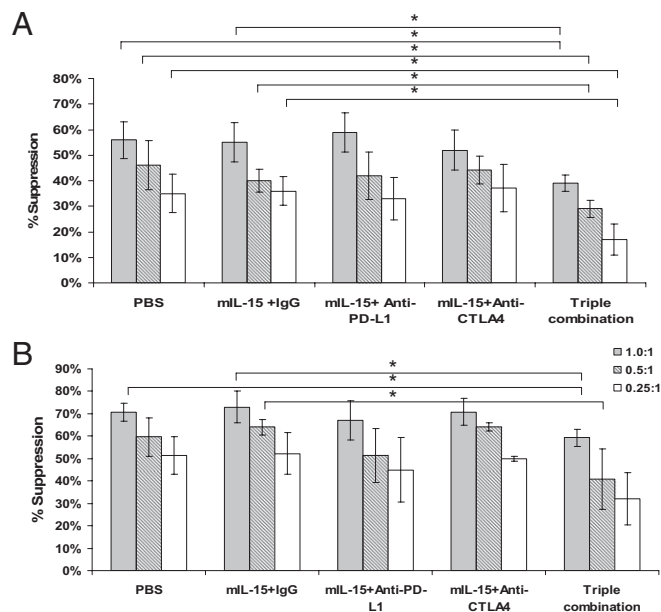 A
*
*
*
*
*
*
80%
70%
60%
50%
40%
30%
20%
10%
0%
% Suppression
PBS
mIL-15 +IgG
mIL-15+ Anti-
PD-L1
mIL-15+Anti-
CTLA4
Triple
combination
B
1.0:1
0.5:1
0.25:1
*
*
*
90%
80%
70%
60%
50%
40%
30%
20%
10%
0%
% Suppression
PBS
mIL-15+IgG
mIL-15+Anti-PD-
L1
mIL-15+Anti-
CTLA4
Triple
combination